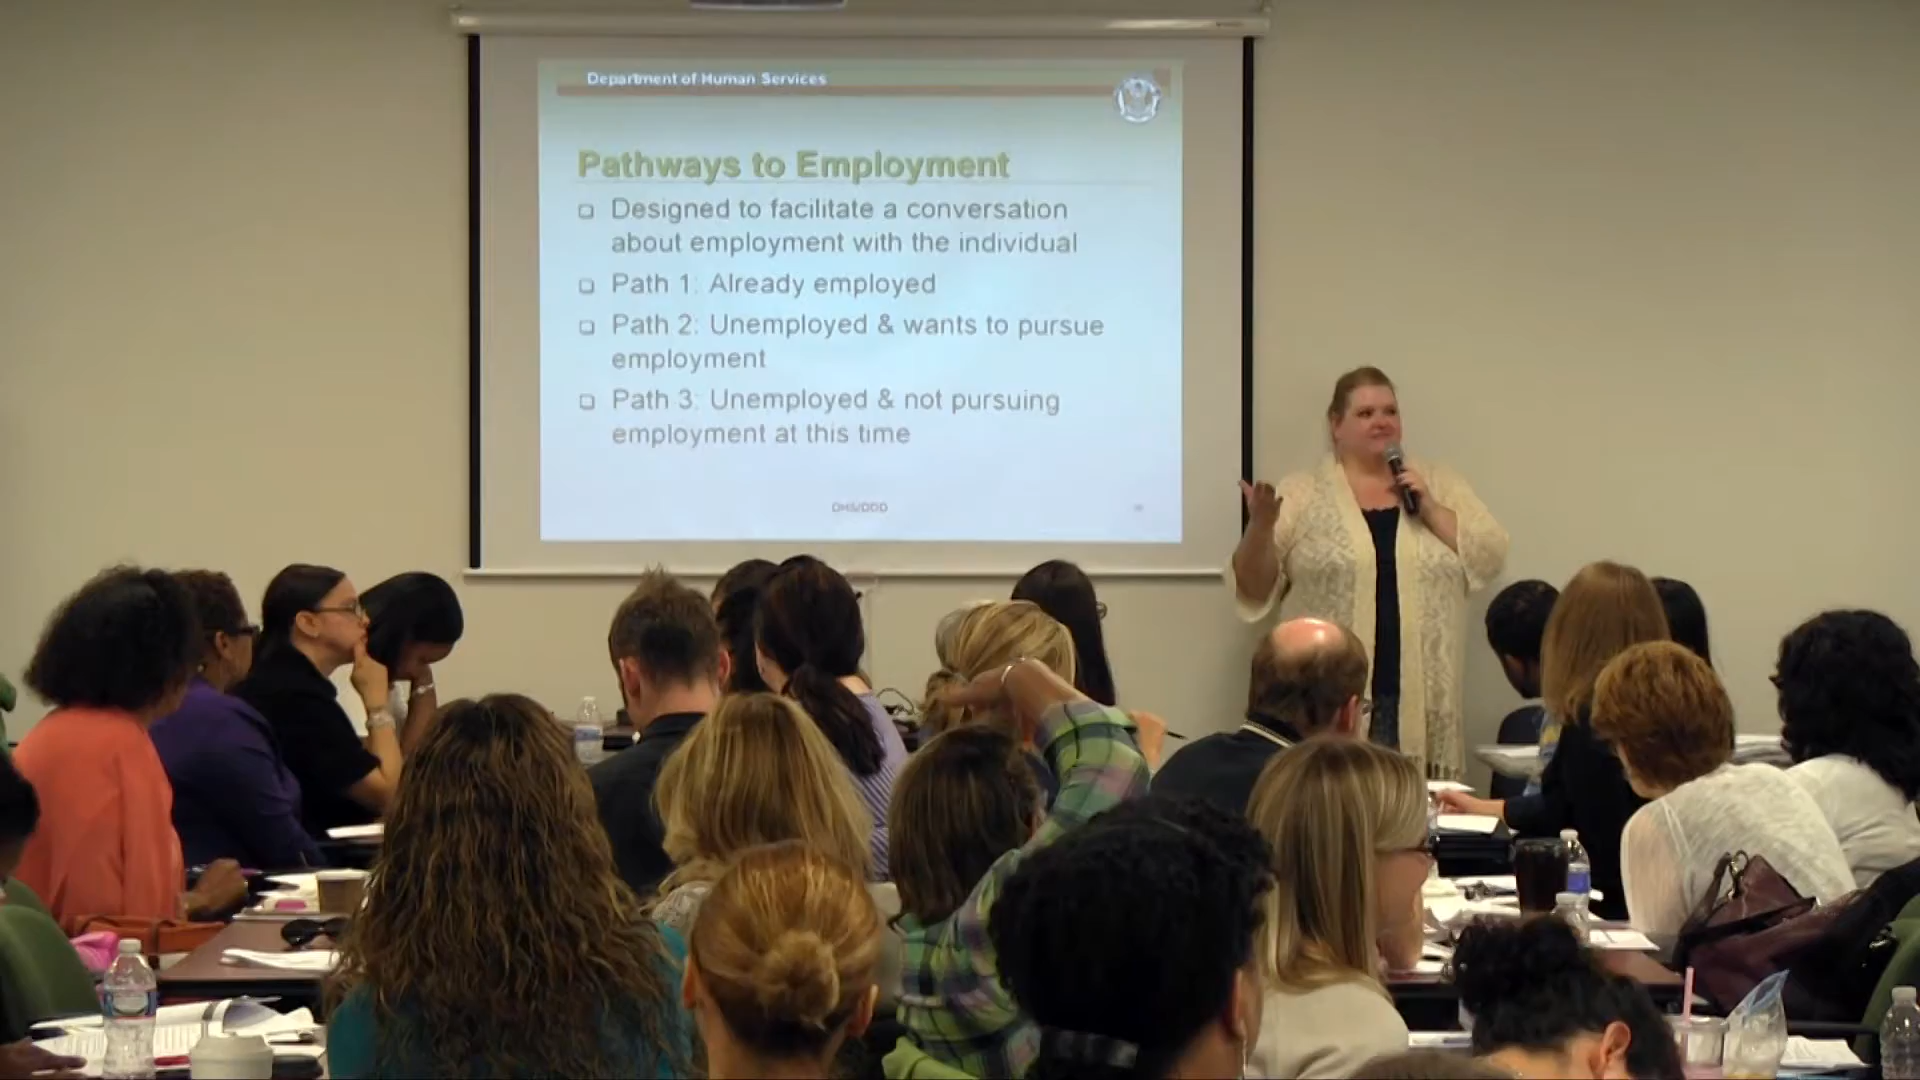 Department of Human Services
Pathways to Employment
Designed to facilitate a conversation
about employment with the individual
Path 1: Already employed
Path 2: Unemployed & wants to pursue
employment
Path 3: Unemployed & not pursuing
employment at this time
DHS/DDD